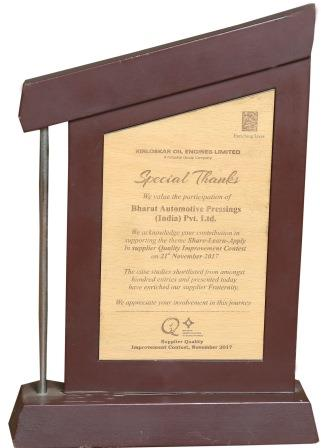 Enriching Lives
KIRLOSKAR OIL ENGINES LIMITED
A Kirloskar Group Company
Special Thanks
We value the participation of
Bharat Automotive Pressings
(India) Pvt. Ltd.
We acknowledge your contribution in
supporting the theme Share-Learn-Apply
In supplier Quality Improvement Contest
on 21st November 2017
The case studies shortlisted from amongst
hundred entries and presented today
have enriched our supplier Fraternity.
We appreciate your involvement in this journey
Supplier Quality
Improvement Contest, November 2017